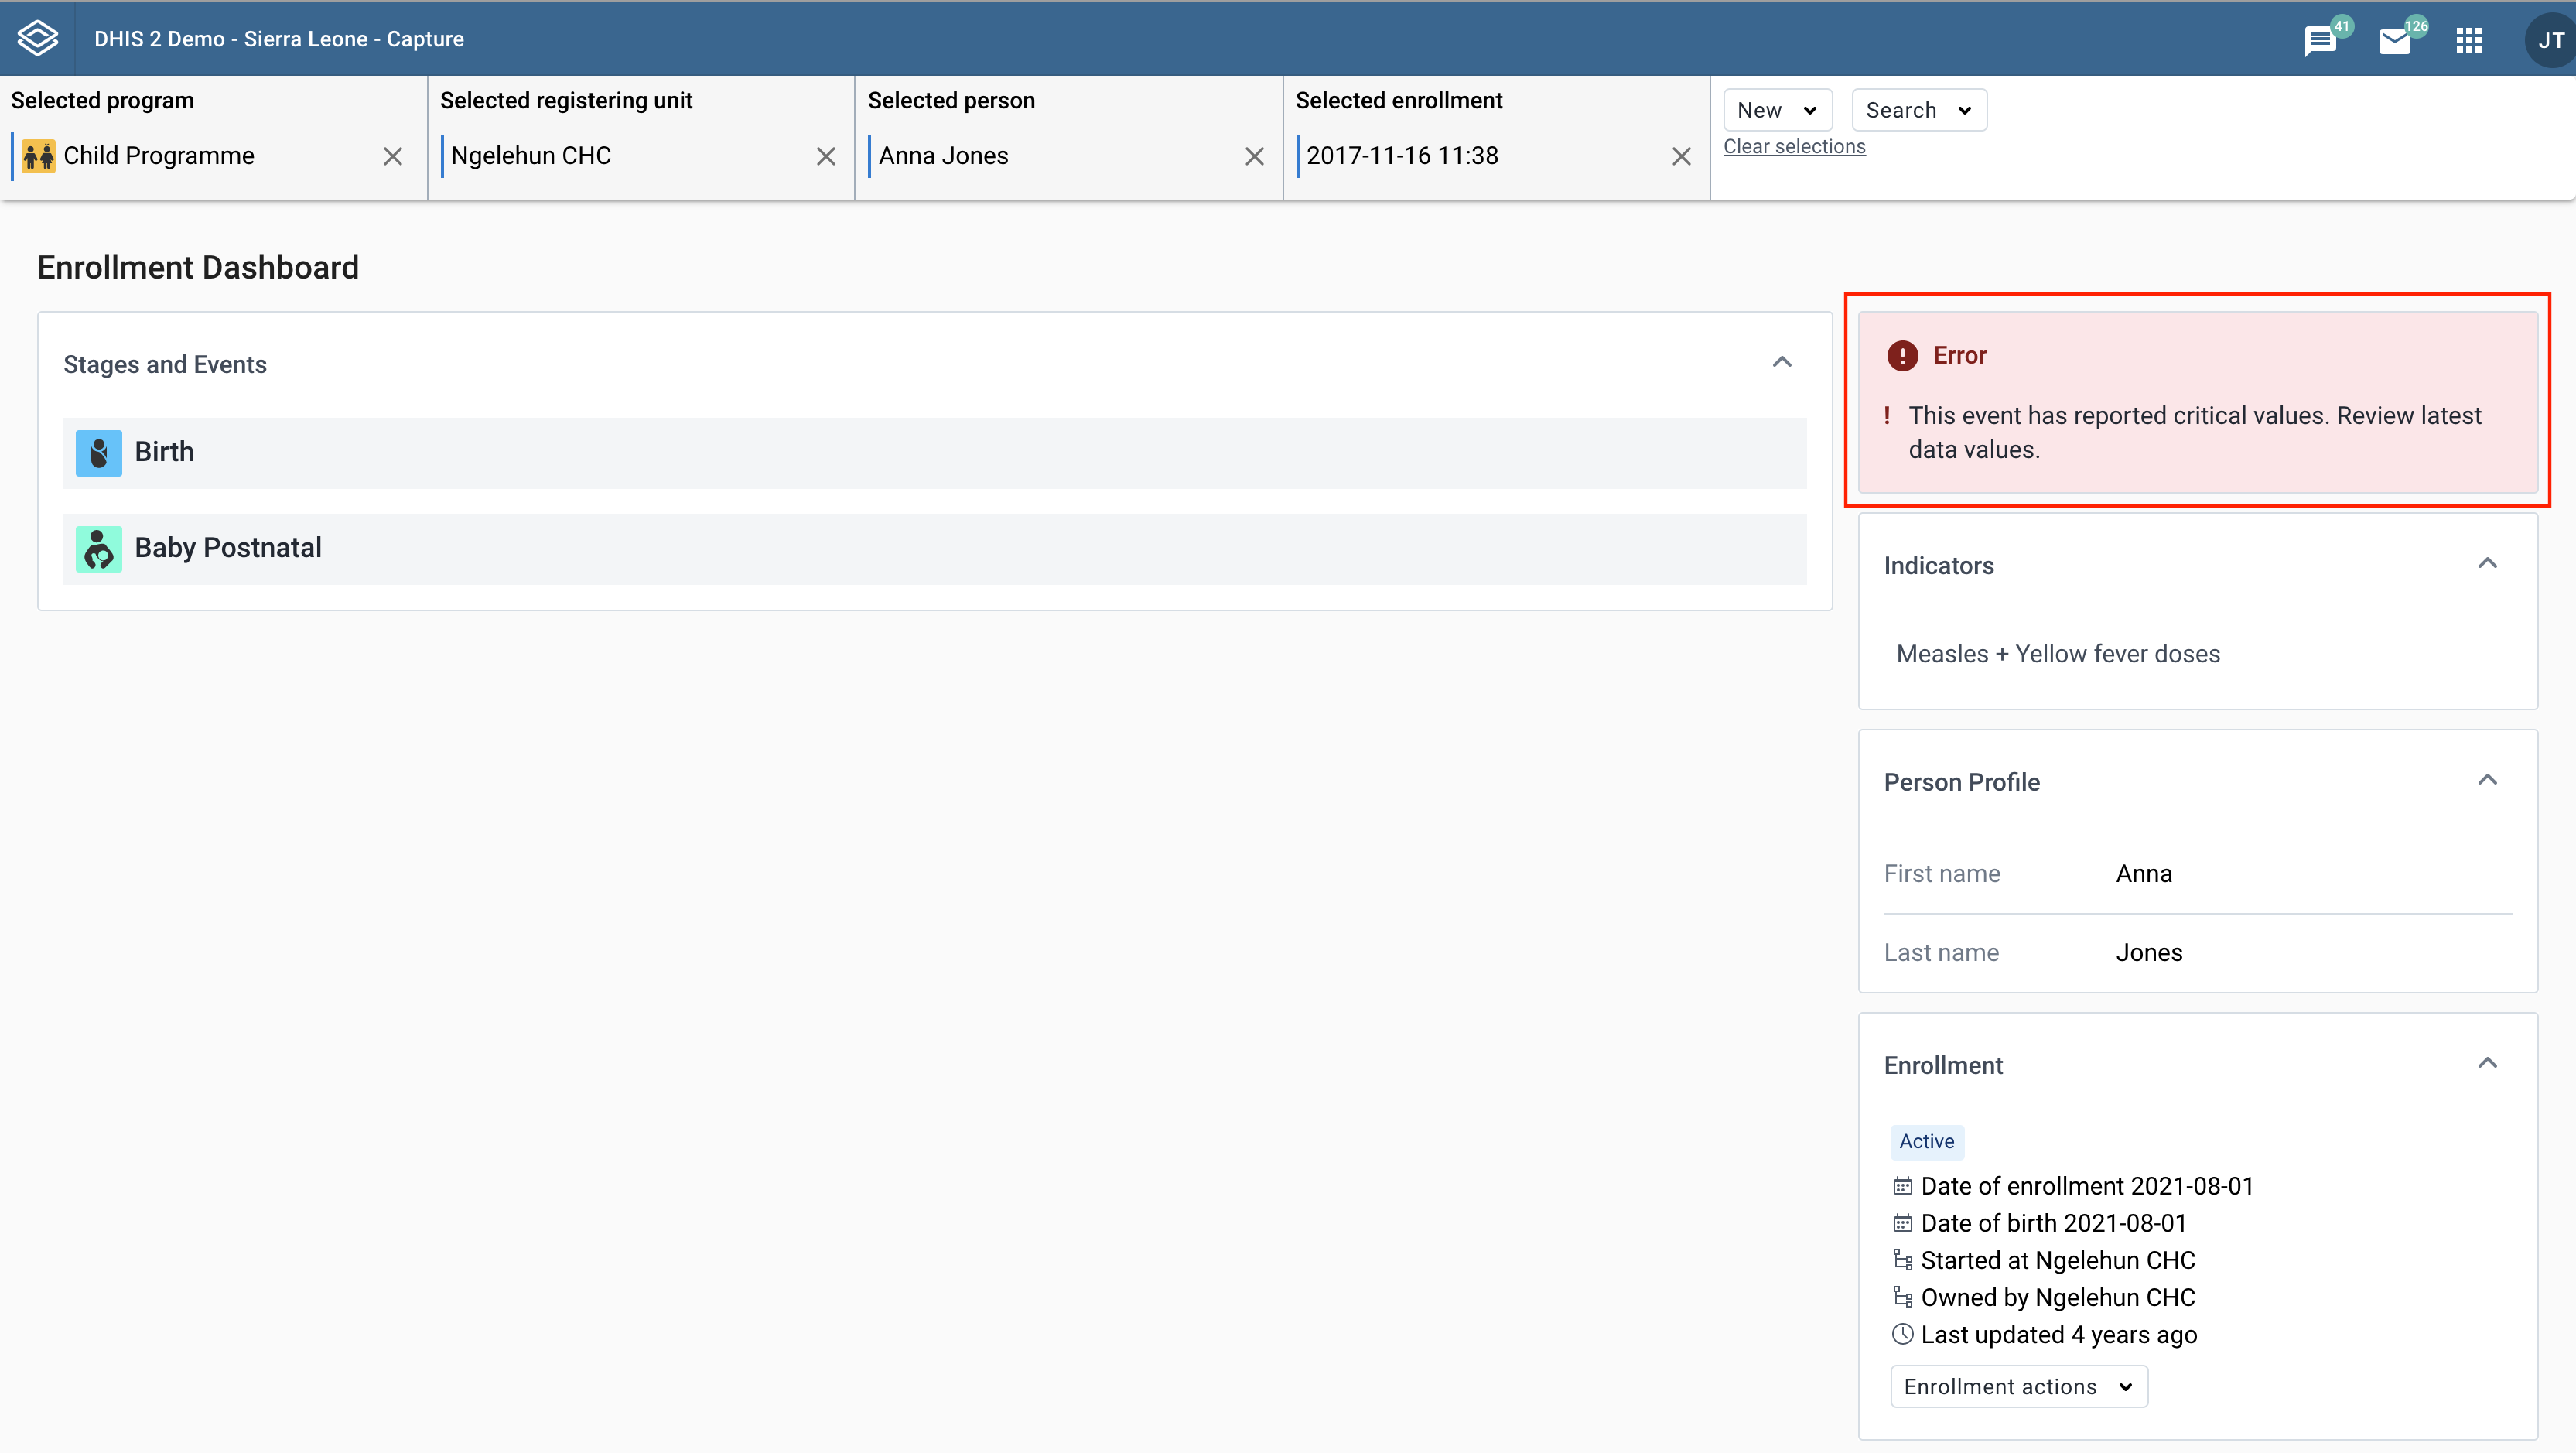 DHIS 2 Demo - Sierra Leone - Capture
41
126
JT
Selected program
Child Programme
Selected registering unit
Ngelehun CHC
Selected person
Anna Jones
Selected enrollment
2017-11-16 11:38
New
Search
Clear selections
Enrollment Dashboard
Stages and Events
Birth
Baby Postnatal
Error
! This event has reported critical values. Review latest
data values.
Indicators
Measles + Yellow fever doses
Person Profile
First name Anna
Last name Jones
Enrollment
Active
Date of enrollment 2021-08-01
Date of birth 2021-08-01
Started at Ngelehun CHC
Owned by Ngelehun CHC
Last updated 4 years ago
Enrollment actions